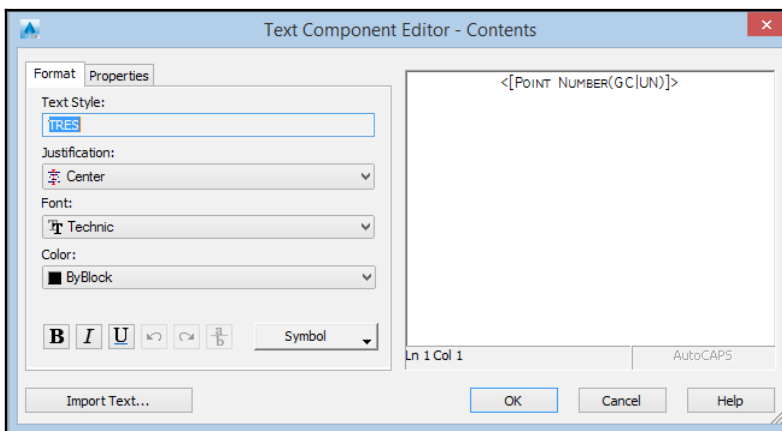 Text Component Editor - Contents
Format Properties
Text Style:
TRES
Justification:
Center
Font:
Technic
Color:
ByBlock
B I U a/b Symbol
<[POINT NUMBER(GC|UN)]>
Ln 1 Col 1 AutoCAPS
Import Text... OK Cancel Help